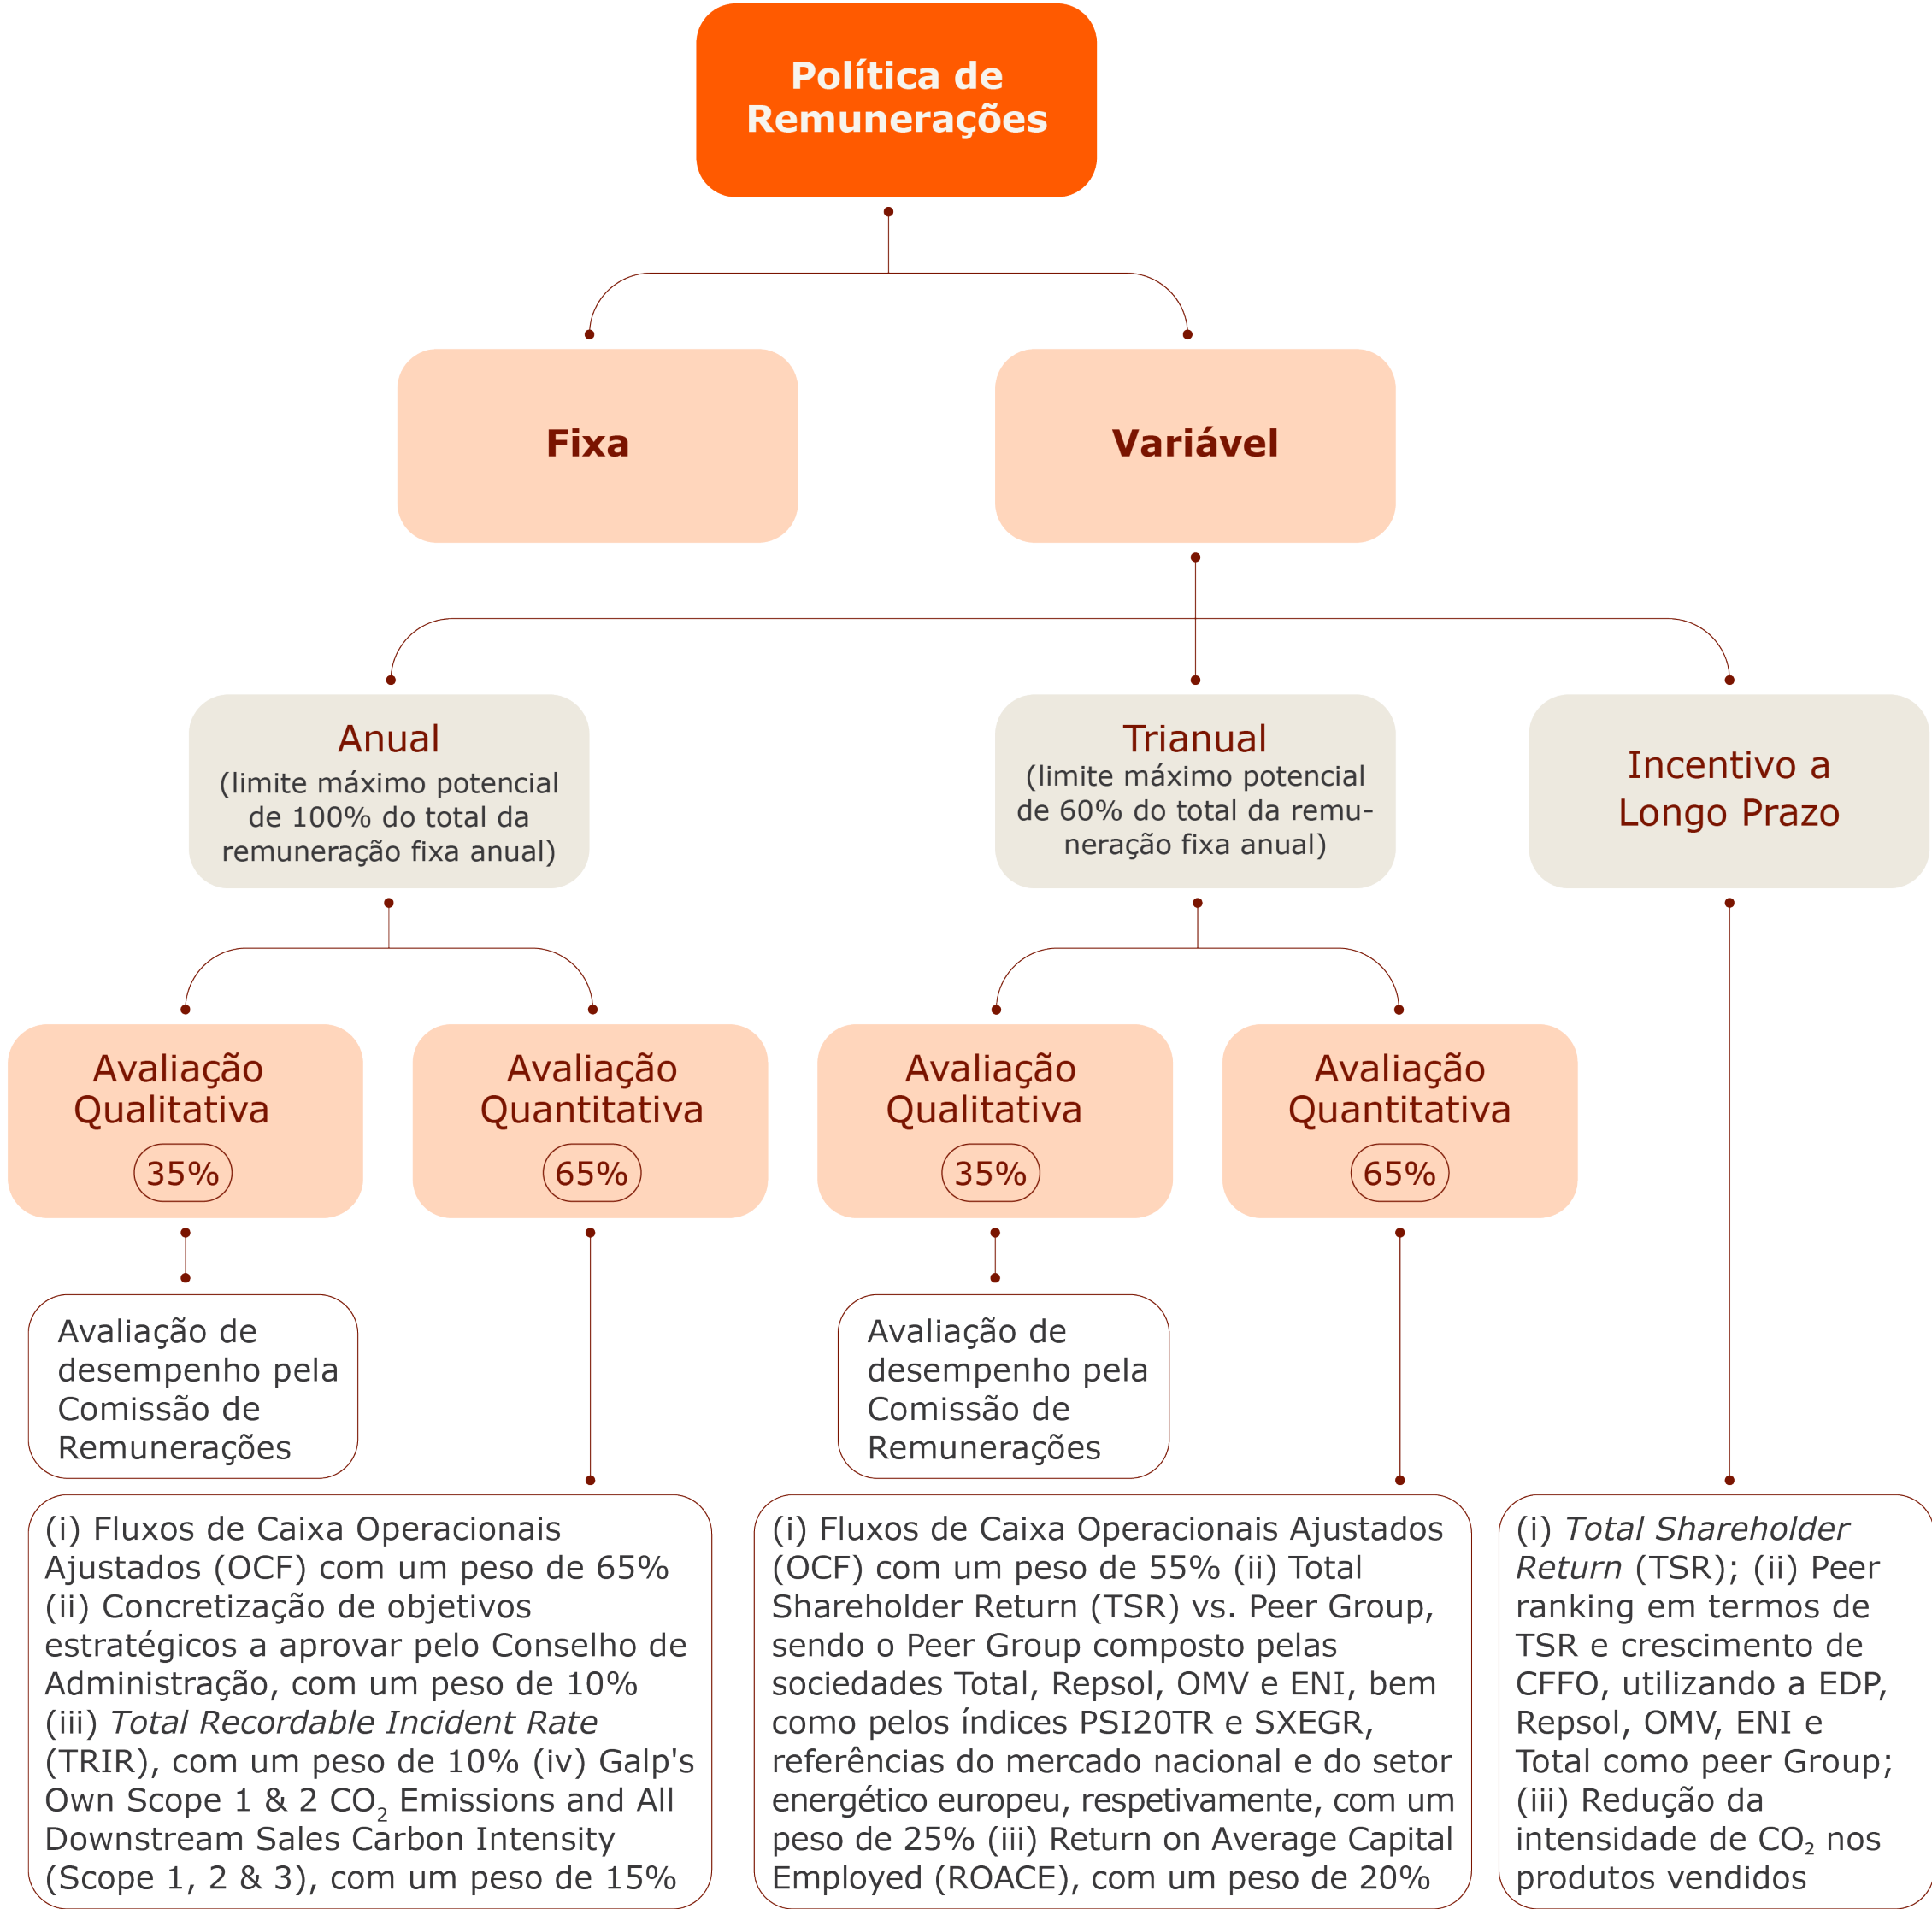 Política de
Remunerações
Fixa
Variável
Anual
(limite máximo potencial
de 100% do total da
remuneração fixa anual)
Trianual
(limite máximo potencial
de 60% do total da remu-
neração fixa anual)
Incentivo a
Longo Prazo
Avaliação
Qualitativa
35%
Avaliação
Quantitativa
65%
Avaliação
Qualitativa
35%
Avaliação
Quantitativa
65%
Avaliação de
desempenho pela
Comissão de
Remunerações
Avaliação de
desempenho pela
Comissão de
Remunerações
(i) Fluxos de Caixa Operacionais
Ajustados (OCF) com um peso de 65%
(ii) Concretização de objetivos
estratégicos a aprovar pelo Conselho de
Administração, com um peso de 10%
(iii) Total Recordable Incident Rate
(TRIR), com um peso de 10% (iv) Galp's
Own Scope 1 & 2 CO₂ Emissions and All
Downstream Sales Carbon Intensity
(Scope 1, 2 & 3), com um peso de 15%
(i) Fluxos de Caixa Operacionais Ajustados
(OCF) com um peso de 55% (ii) Total
Shareholder Return (TSR) vs. Peer Group,
sendo o Peer Group composto pelas
sociedades Total, Repsol, OMV e ENI, bem
como pelos índices PSI20TR e SXEGR,
referências do mercado nacional e do setor
energético europeu, respetivamente, com um
peso de 25% (iii) Return on Average Capital
Employed (ROACE), com um peso de 20%
(i) Total Shareholder
Return (TSR); (ii) Peer
ranking em termos de
TSR e crescimento de
CFFO, utilizando a EDP,
Repsol, OMV, ENI e
Total como peer Group;
(iii) Redução da
intensidade de CO₂ nos
produtos vendidos